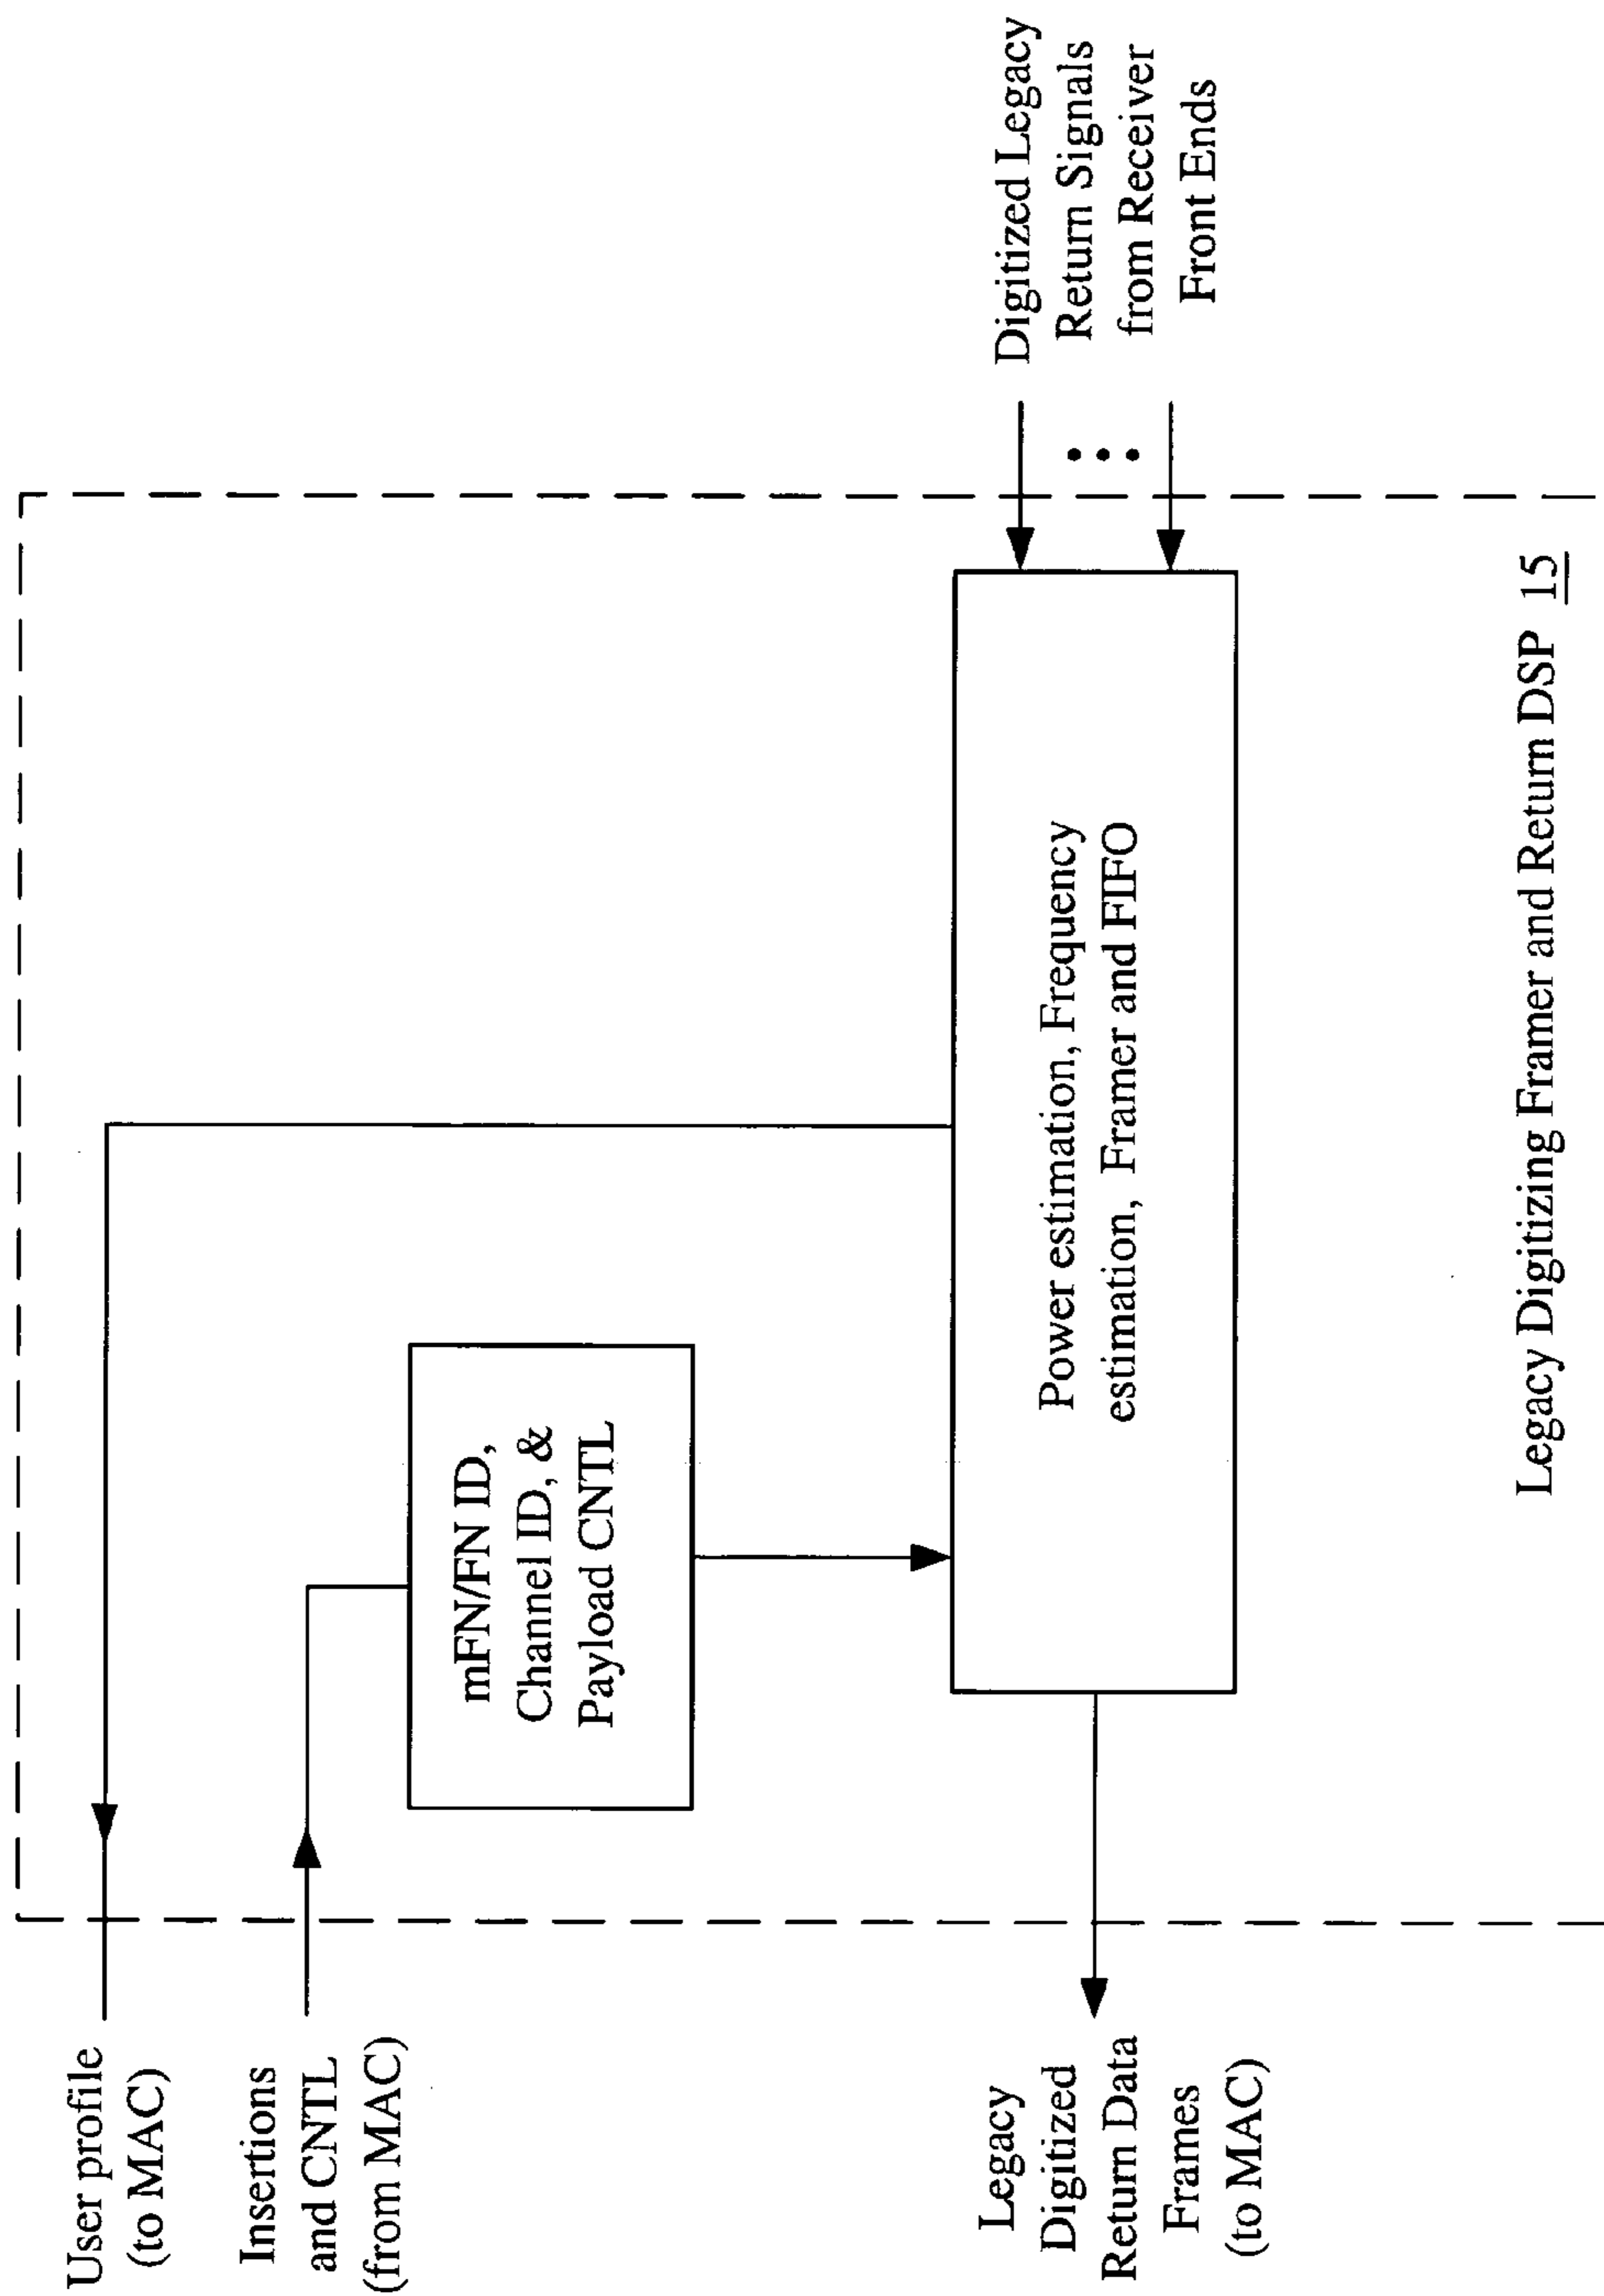 User profile
(to MAC)
Insertions
and CNTL
(from MAC)
mFN/FN ID,
Channel ID, &
Payload CNTL
Legacy
Digitized
Return Data
Frames
(to MAC)
Power estimation, Frequency
estimation, Framer and FIFO
Digitized Legacy
Return Signals
from Receiver
Front Ends
Legacy Digitizing Framer and Return DSP 15